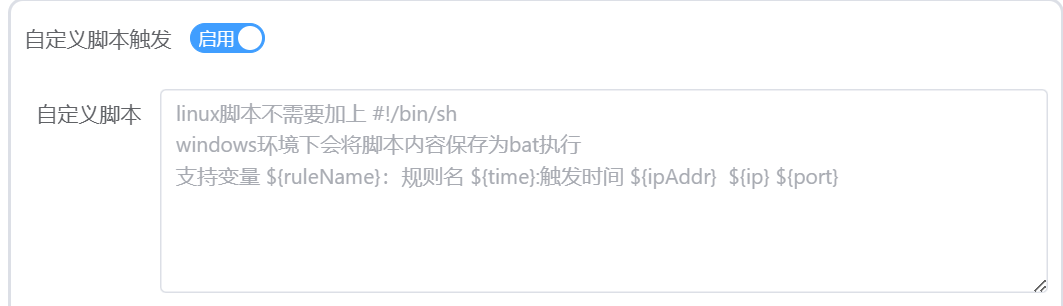 自定义脚本触发 启用
自定义脚本
linux脚本不需要加上 #!/bin/sh
windows环境下会将脚本内容保存为bat执行
支持变量 ${ruleName}：规则名 ${time}:触发时间 ${ipAddr}  ${ip} ${port}